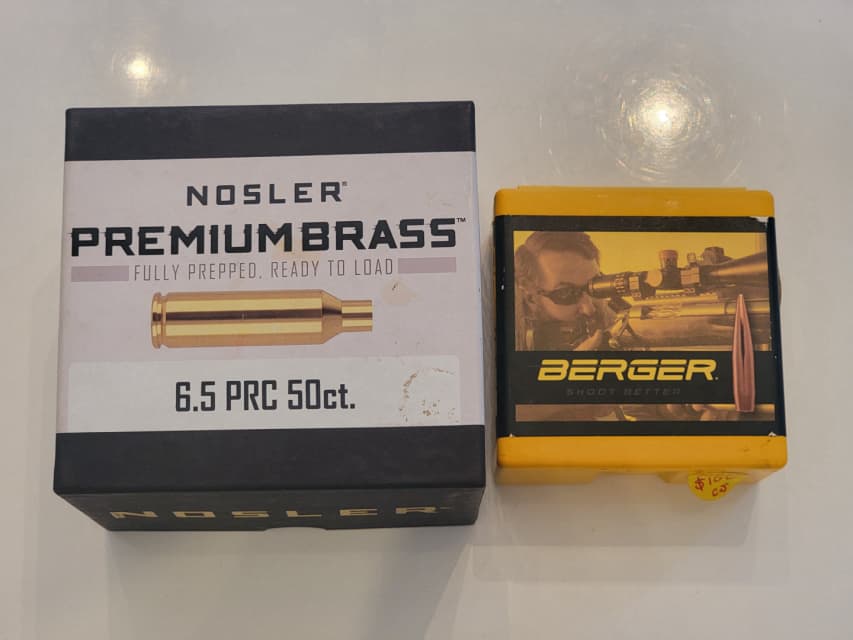 NOSLER®
PREMIUMBRASS™
FULLY PREPPED. READY TO LOAD
6.5 PRC 50ct.
NOSLER
BERGER.
SHOOT BETTER